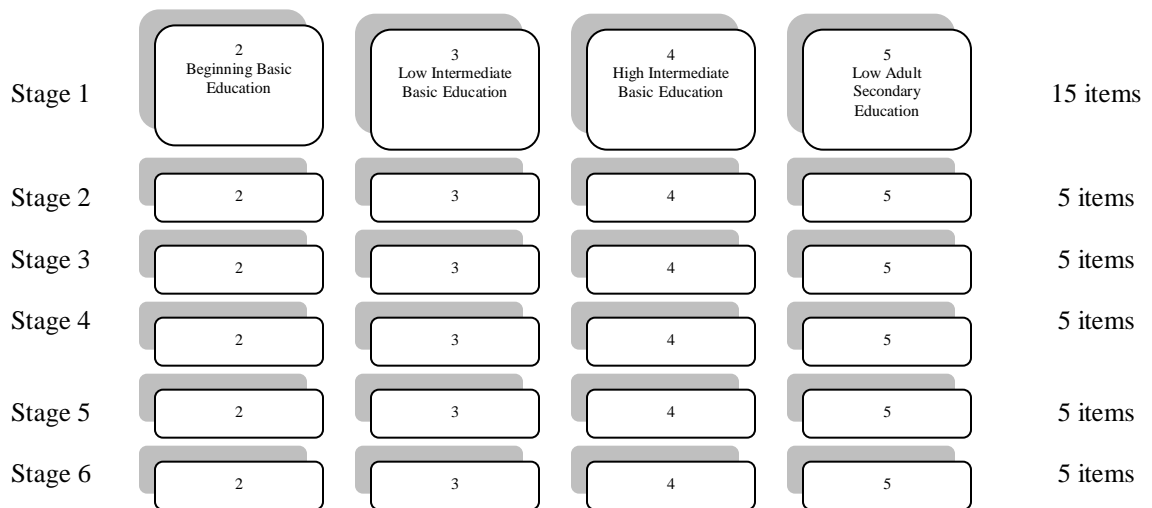 2
Beginning Basic
Education
3
Low Intermediate
Basic Education
4
High Intermediate
Basic Education
5
Low Adult
Secondary
Education
Stage 1
15 items
Stage 2
2
3
4
5
5 items
Stage 3
2
3
4
5
5 items
Stage 4
2
3
4
5
5 items
Stage 5
2
3
4
5
5 items
Stage 6
2
3
4
5
5 items